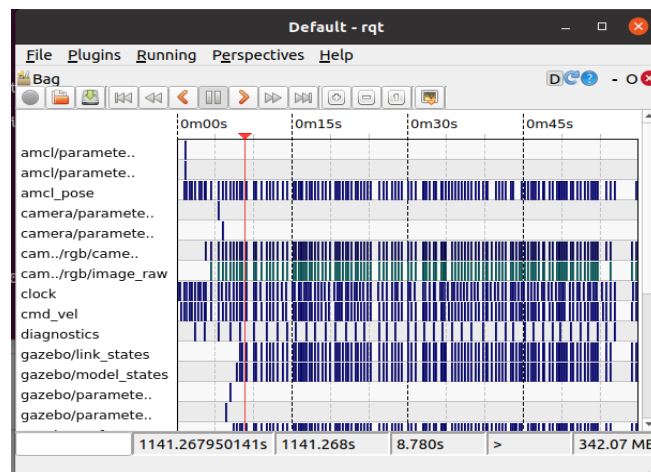 Default - rqt
File Plugins Running Perspectives Help
Bag
D - O
0m00s 0m15s 0m30s 0m45s
amcl/paramete..
amcl/paramete..
amcl_pose
camera/paramete..
camera/paramete..
cam../rgb/came..
cam../rgb/image_raw
clock
cmd_vel
diagnostics
gazebo/link_states
gazebo/model_states
gazebo/paramete..
gazebo/paramete..
1141.267950141s 1141.268s 8.780s > 342.07 ME